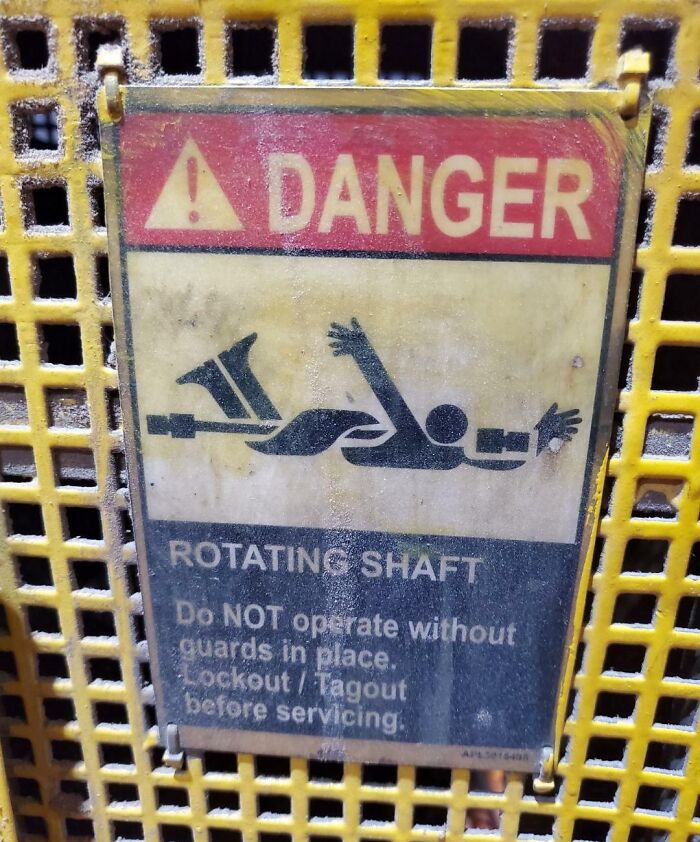 DANGER
ROTATING SHAFT
Do NOT operate without
guards in place.
Lockout / Tagout
before servicing.